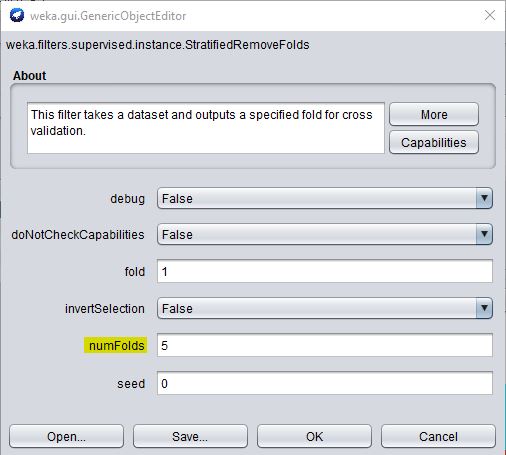 weka.gui.GenericObjectEditor
weka.filters.supervised.instance.StratifiedRemoveFolds
About
This filter takes a dataset and outputs a specified fold for cross
validation.
More
Capabilities
debug False
doNotCheckCapabilities False
fold 1
invertSelection False
numFolds 5
seed 0
Open... Save... OK Cancel